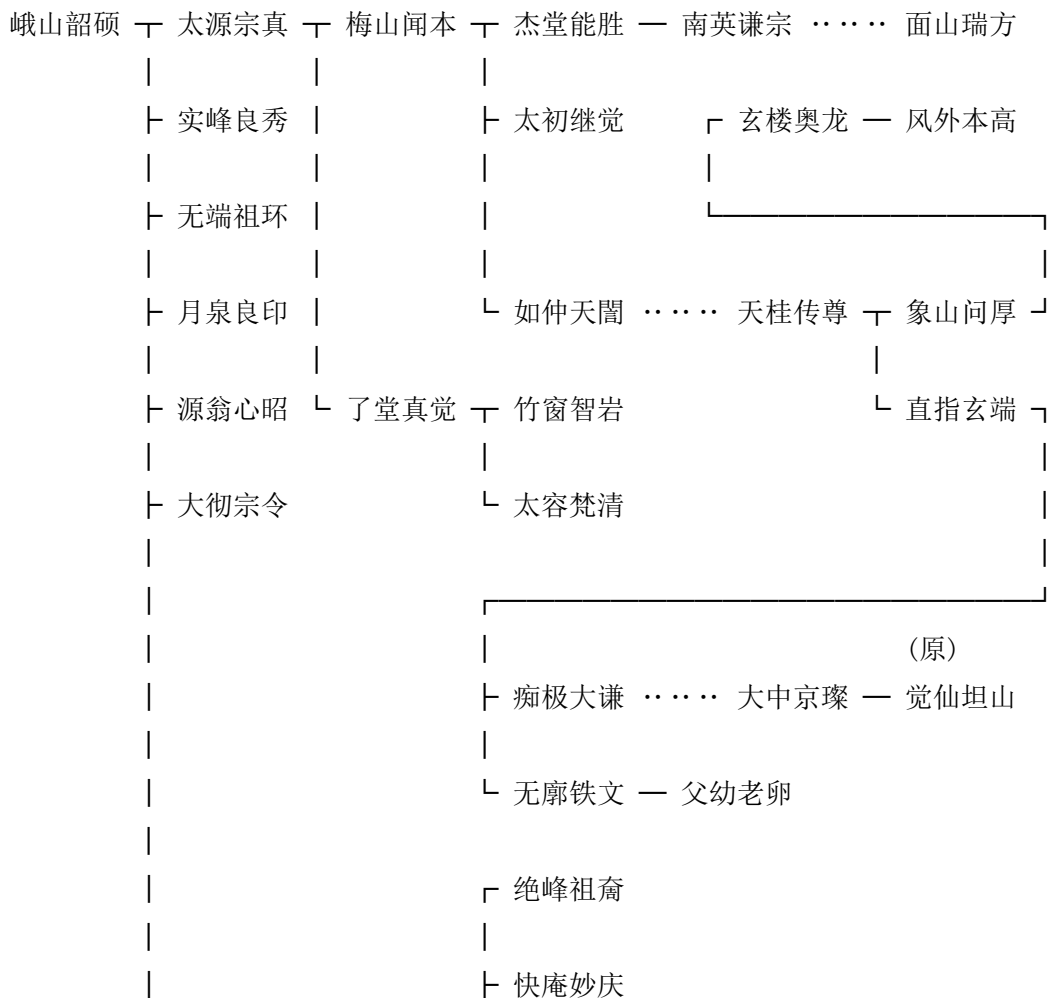 峨山韶硕 ┬ 太源宗真 ┬ 梅山闻本 ┬ 杰堂能胜 — 南英谦宗 ‥‥‥ 面山瑞方
├ 实峰良秀 | ├ 太初继觉 ┌ 玄楼奥龙 — 风外本高
├ 无端祖环
├ 月泉良印 | └ 如仲天誾 ‥‥‥ 天桂传尊 ┬ 象山问厚 ┘
├ 源翁心昭 └ 了堂真觉 ┬ 竹窗智岩 └ 直指玄端 ┐
├ 大彻宗令 └ 太容梵清
(原)
├ 痴极大谦 ‥‥‥ 大中京璨 — 觉仙坦山
└ 无廓铁文 — 父幼老卵
┌ 绝峰祖奝
├ 快庵妙庆